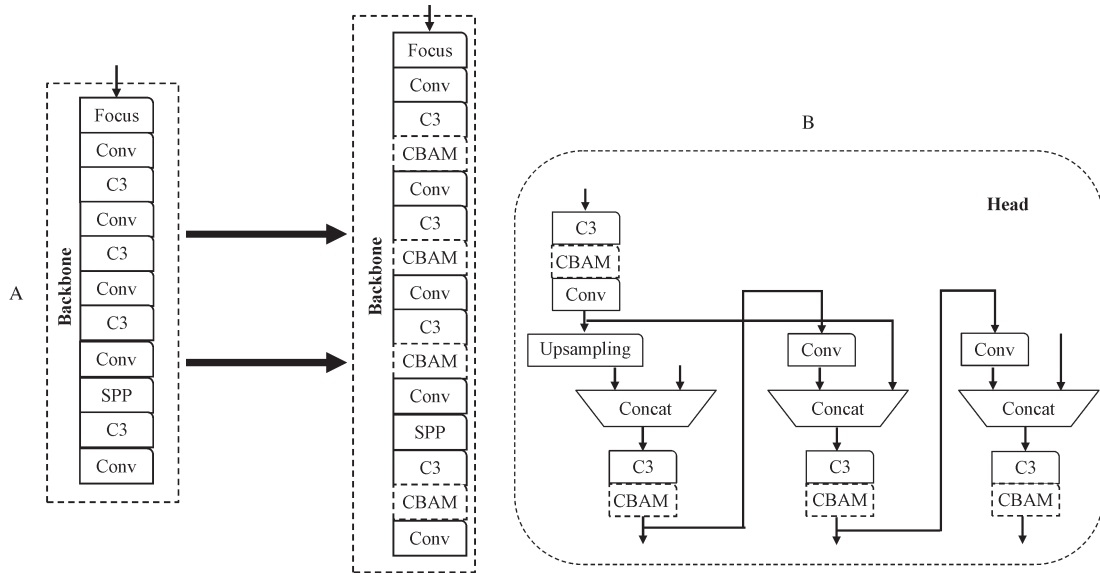 A
Backbone
Focus
Conv
C3
Conv
C3
Conv
C3
Conv
SPP
C3
Conv
Backbone
Focus
Conv
C3
CBAM
Conv
C3
CBAM
Conv
C3
CBAM
Conv
SPP
C3
CBAM
Conv
B
Head
C3
CBAM
Conv
Upsampling
Conv
Conv
Concat
Concat
Concat
C3
C3
C3
CBAM
CBAM
CBAM